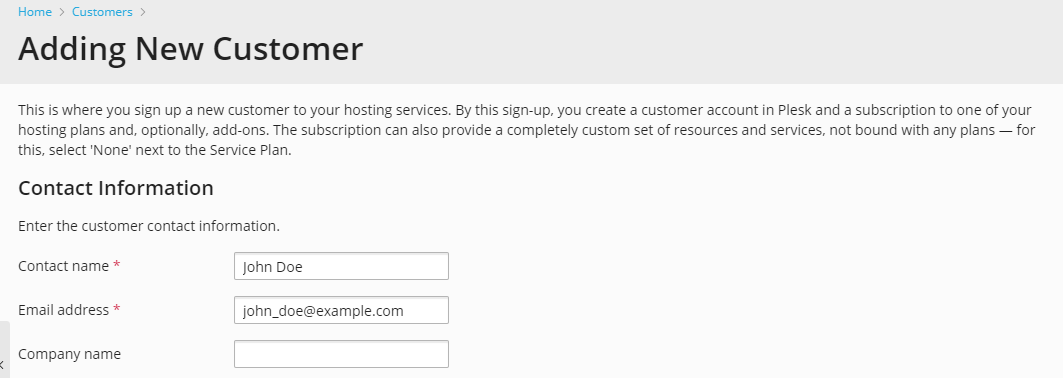 Home > Customers >
Adding New Customer
This is where you sign up a new customer to your hosting services. By this sign-up, you create a customer account in Plesk and a subscription to one of your
hosting plans and, optionally, add-ons. The subscription can also provide a completely custom set of resources and services, not bound with any plans — for
this, select 'None' next to the Service Plan.
Contact Information
Enter the customer contact information.
Contact name * John Doe
Email address * john_doe@example.com
Company name